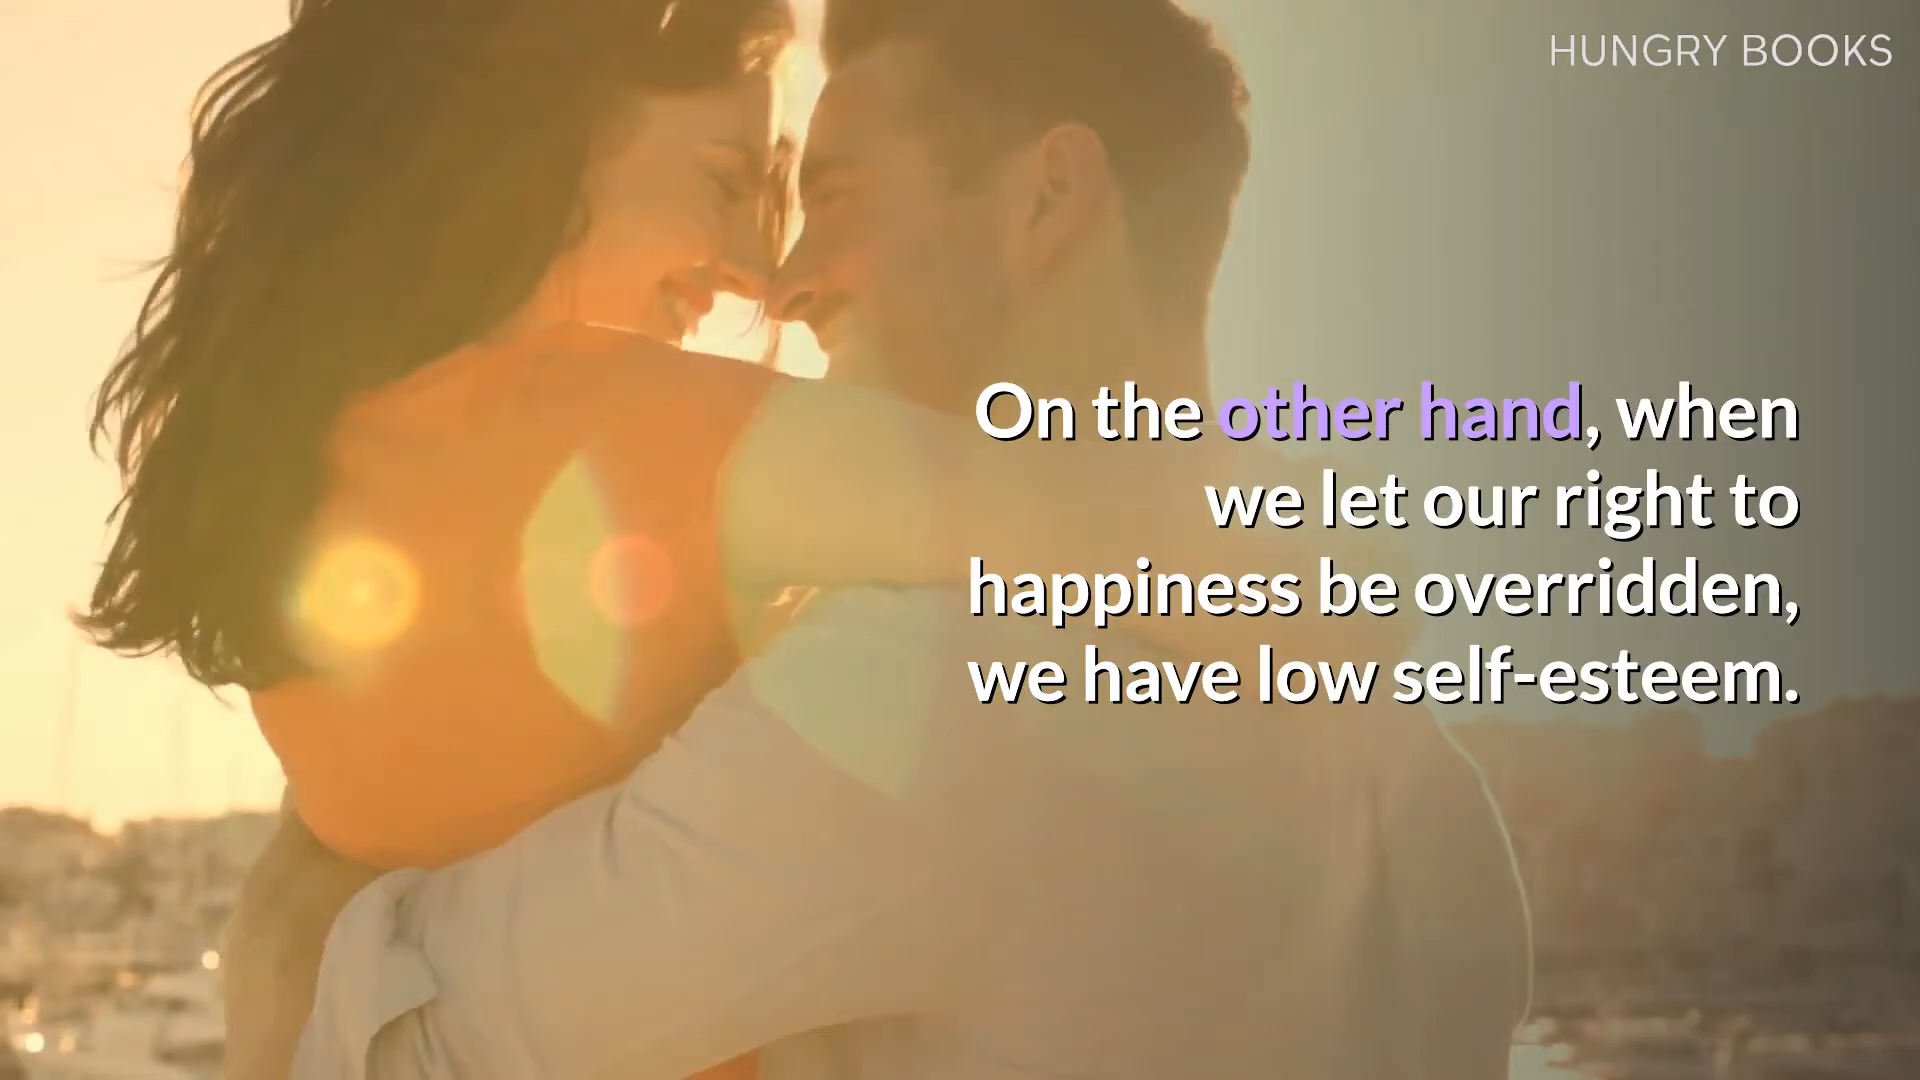 HUNGRY BOOKS
On the other hand, when
we let our right to
happiness be overridden,
we have low self-esteem.